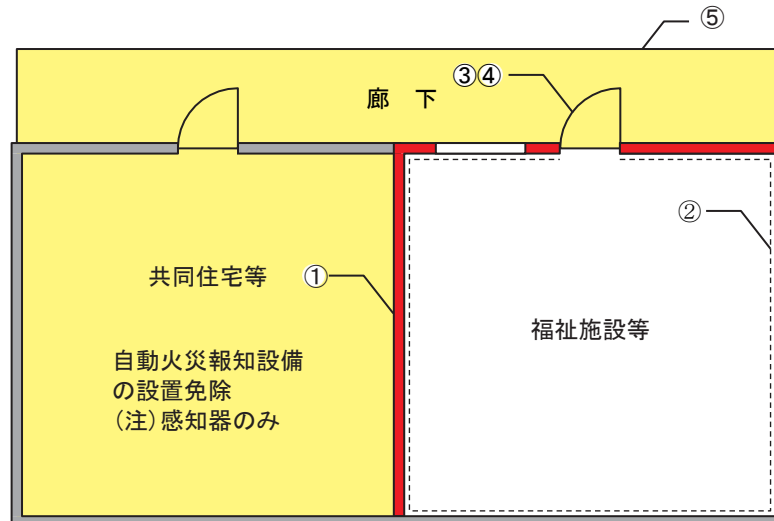 ⑤
③④
廊　下
②
共同住宅等
①
福祉施設等
自動火災報知設備
の設置免除
（注）感知器のみ